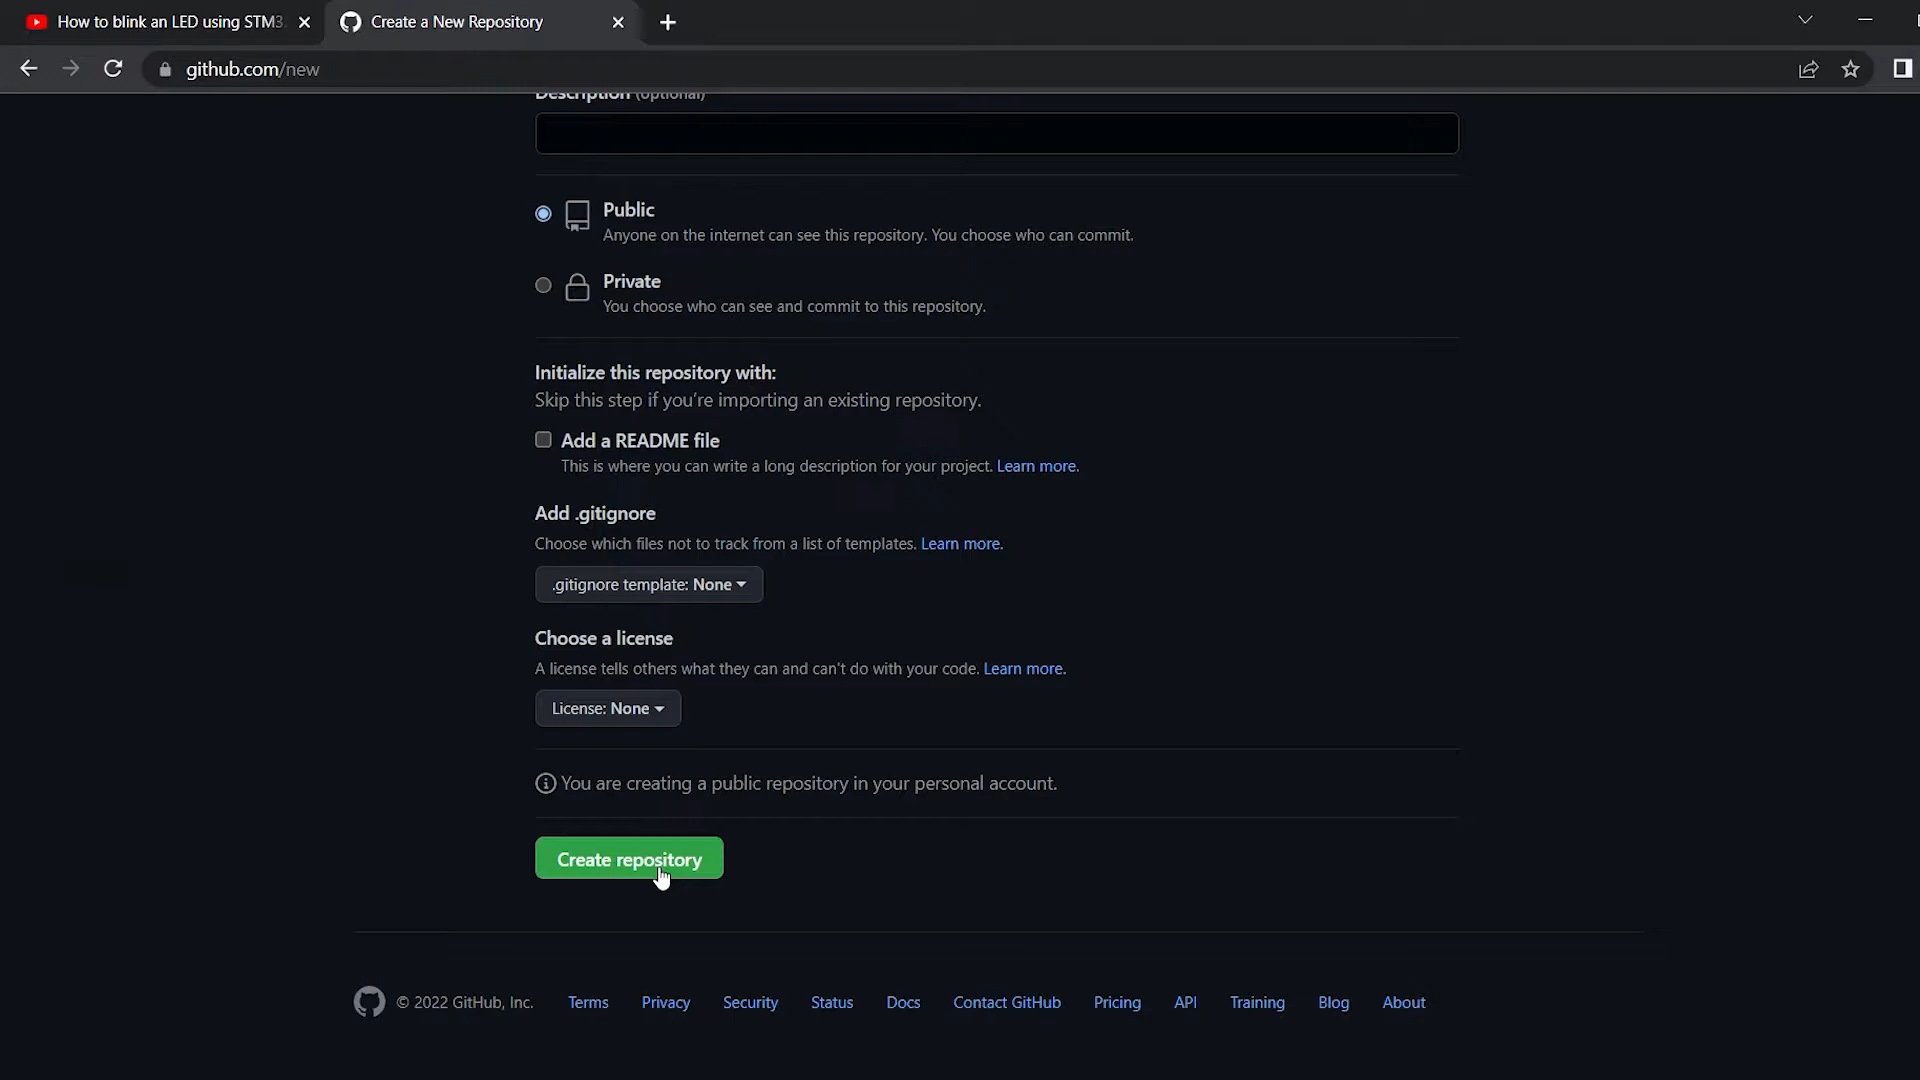 How to blink an LED using STM3
Create a New Repository
github.com/new
Description (optional)
Public
Anyone on the internet can see this repository. You choose who can commit.
Private
You choose who can see and commit to this repository.
Initialize this repository with:
Skip this step if you're importing an existing repository.
Add a README file
This is where you can write a long description for your project. Learn more.
Add .gitignore
Choose which files not to track from a list of templates. Learn more.
.gitignore template: None
Choose a license
A license tells others what they can and can't do with your code. Learn more.
License: None
You are creating a public repository in your personal account.
Create repository
© 2022 GitHub, Inc. Terms Privacy Security Status Docs Contact GitHub Pricing API Training Blog About